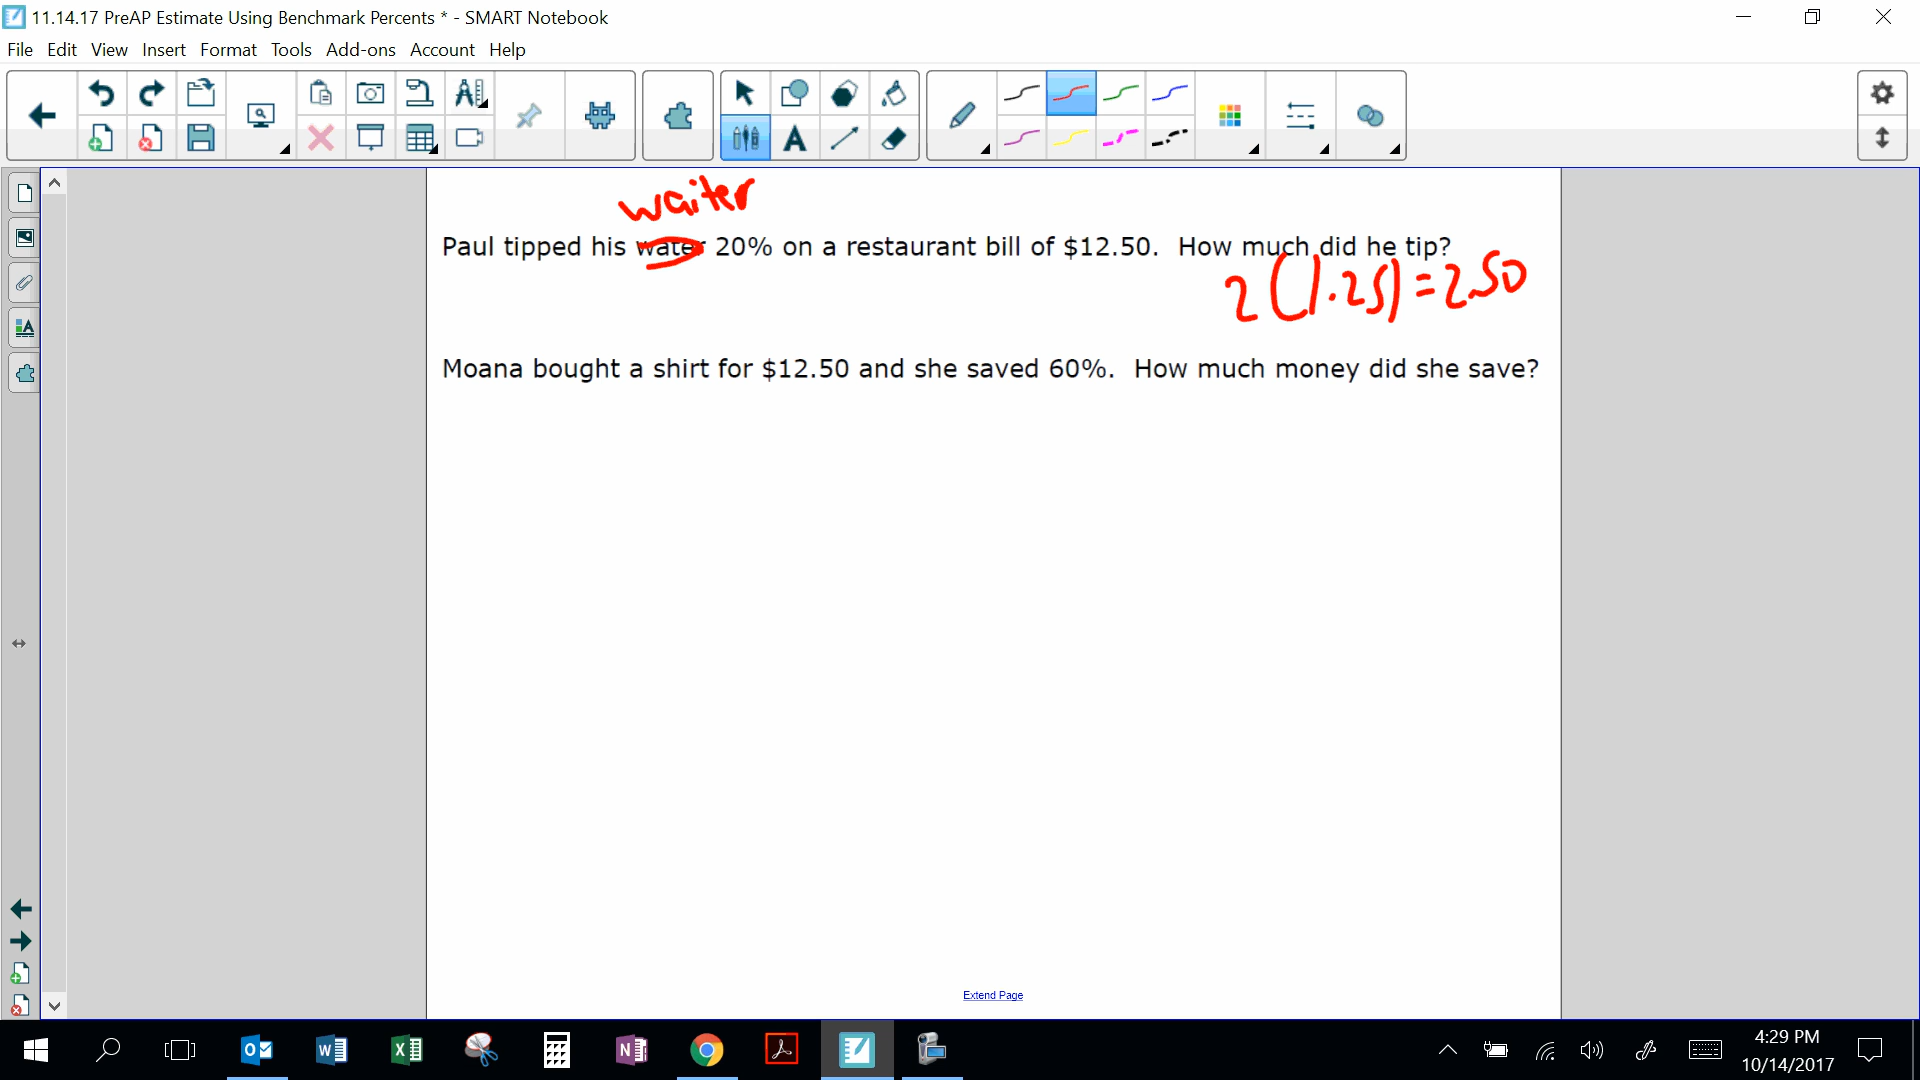 11.14.17 PreAP Estimate Using Benchmark Percents * - SMART Notebook
File Edit View Insert Format Tools Add-ons Account Help
waiter
Paul tipped his water 20% on a restaurant bill of $12.50. How much did he tip?
2 (1.25) = 2.50
Moana bought a shirt for $12.50 and she saved 60%. How much money did she save?
Extend Page
4:29 PM
10/14/2017